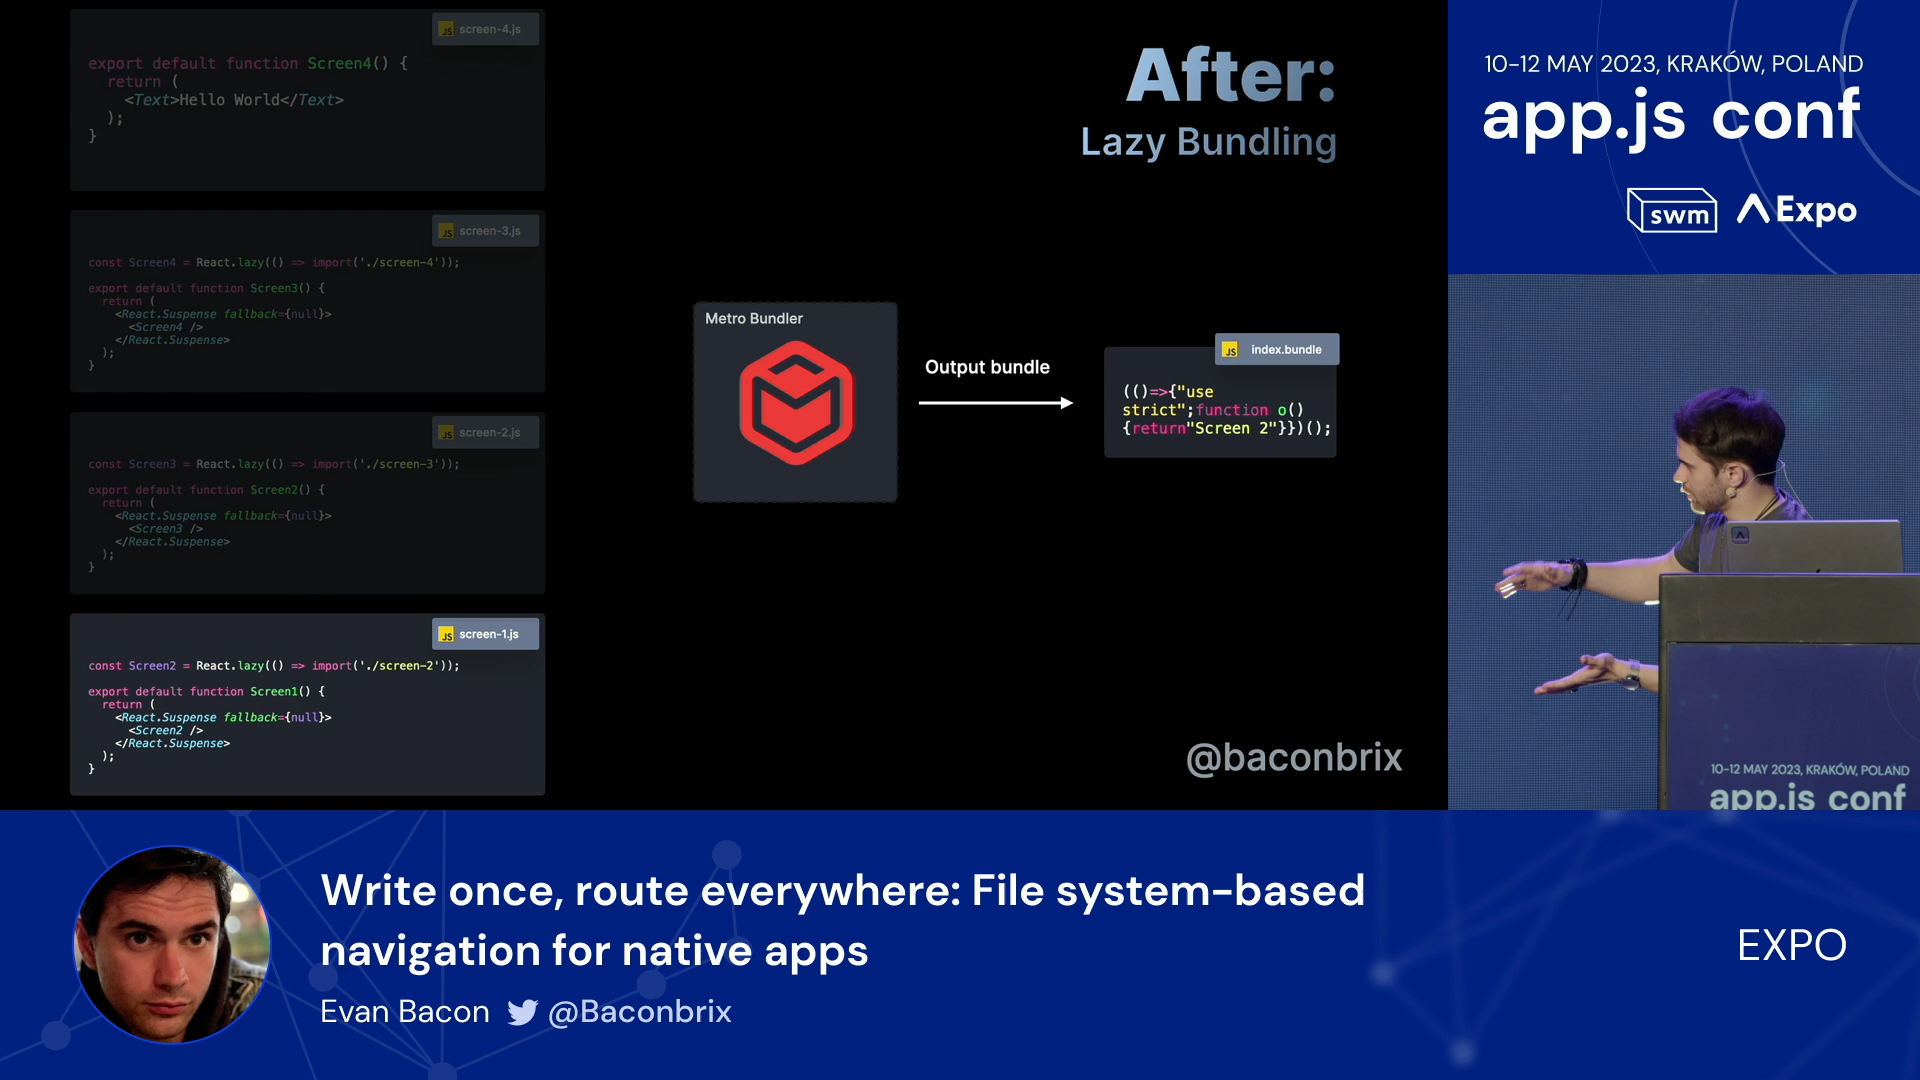 screen-4.js
export default function Screen4() {
return (
<Text>Hello World</Text>
);
}
screen-3.js
const Screen4 = React.lazy(() => import('./screen-4'));
export default function Screen3() {
return (
<React.Suspense fallback={null}>
<Screen4 />
</React.Suspense>
);
}
screen-2.js
const Screen3 = React.lazy(() => import('./screen-3'));
export default function Screen2() {
return (
<React.Suspense fallback={null}>
<Screen3 />
</React.Suspense>
);
}
screen-1.js
const Screen2 = React.lazy(() => import('./screen-2'));
export default function Screen1() {
return (
<React.Suspense fallback={null}>
<Screen2 />
</React.Suspense>
);
}
After:
Lazy Bundling
Metro Bundler
Output bundle
JS index.bundle
(()=>{"use
strict";function o()
{return"Screen 2"}})();
@baconbrix
10-12 MAY 2023, KRAKÓW, POLAND
app.js conf
swm Expo
10-12 MAY 2023, KRAKÓW, POLAND
app.js conf
Write once, route everywhere: File system-based
navigation for native apps
Evan Bacon @Baconbrix
EXPO